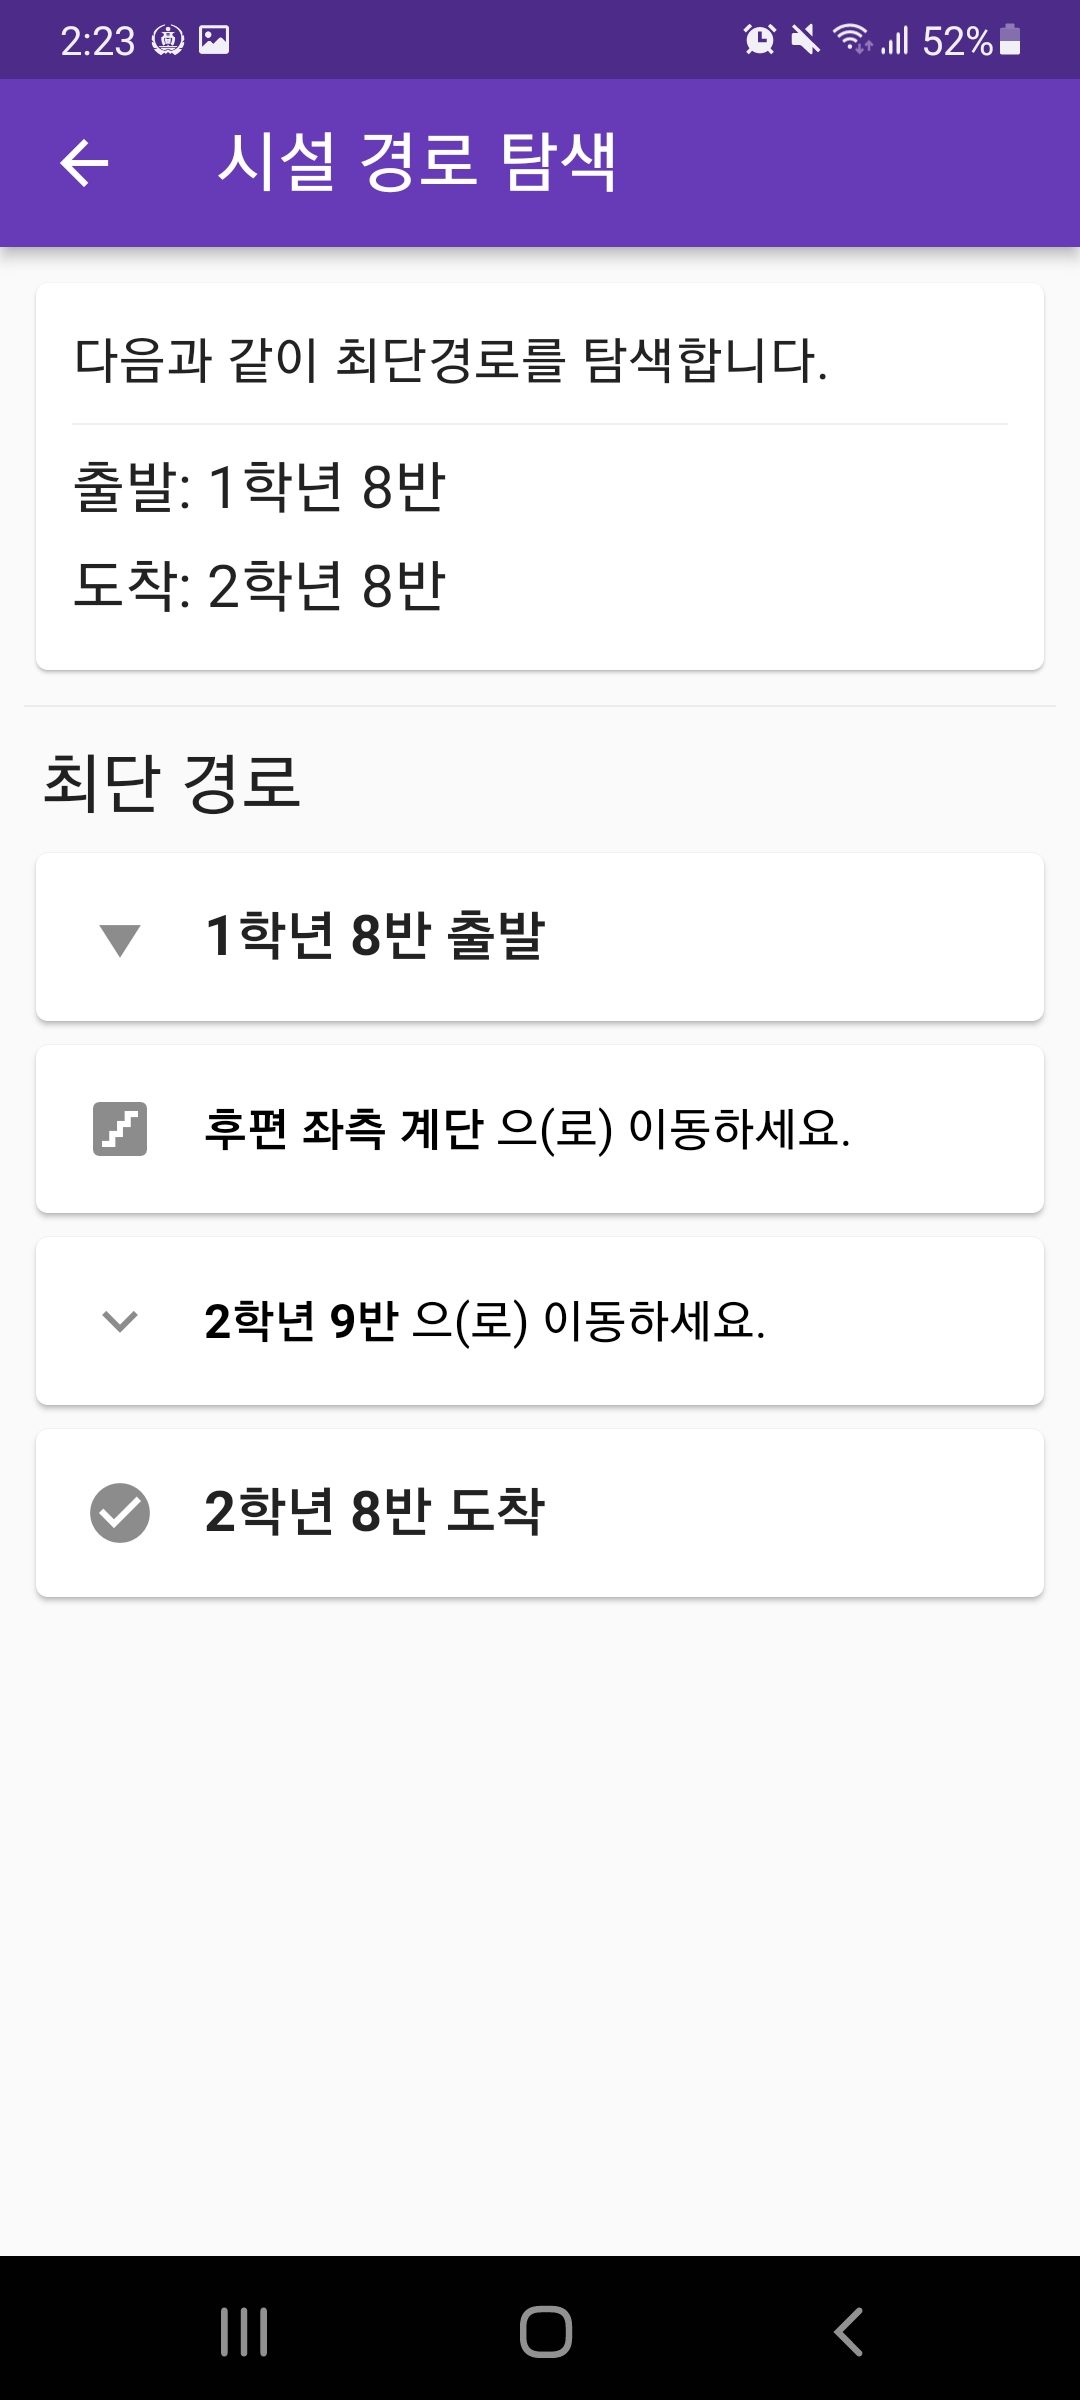 2:23
52%
시설 경로 탐색
다음과 같이 최단경로를 탐색합니다.
출발: 1학년 8반
도착: 2학년 8반
최단 경로
1학년 8반 출발
후편 좌측 계단 으(로) 이동하세요.
2학년 9반 으(로) 이동하세요.
2학년 8반 도착